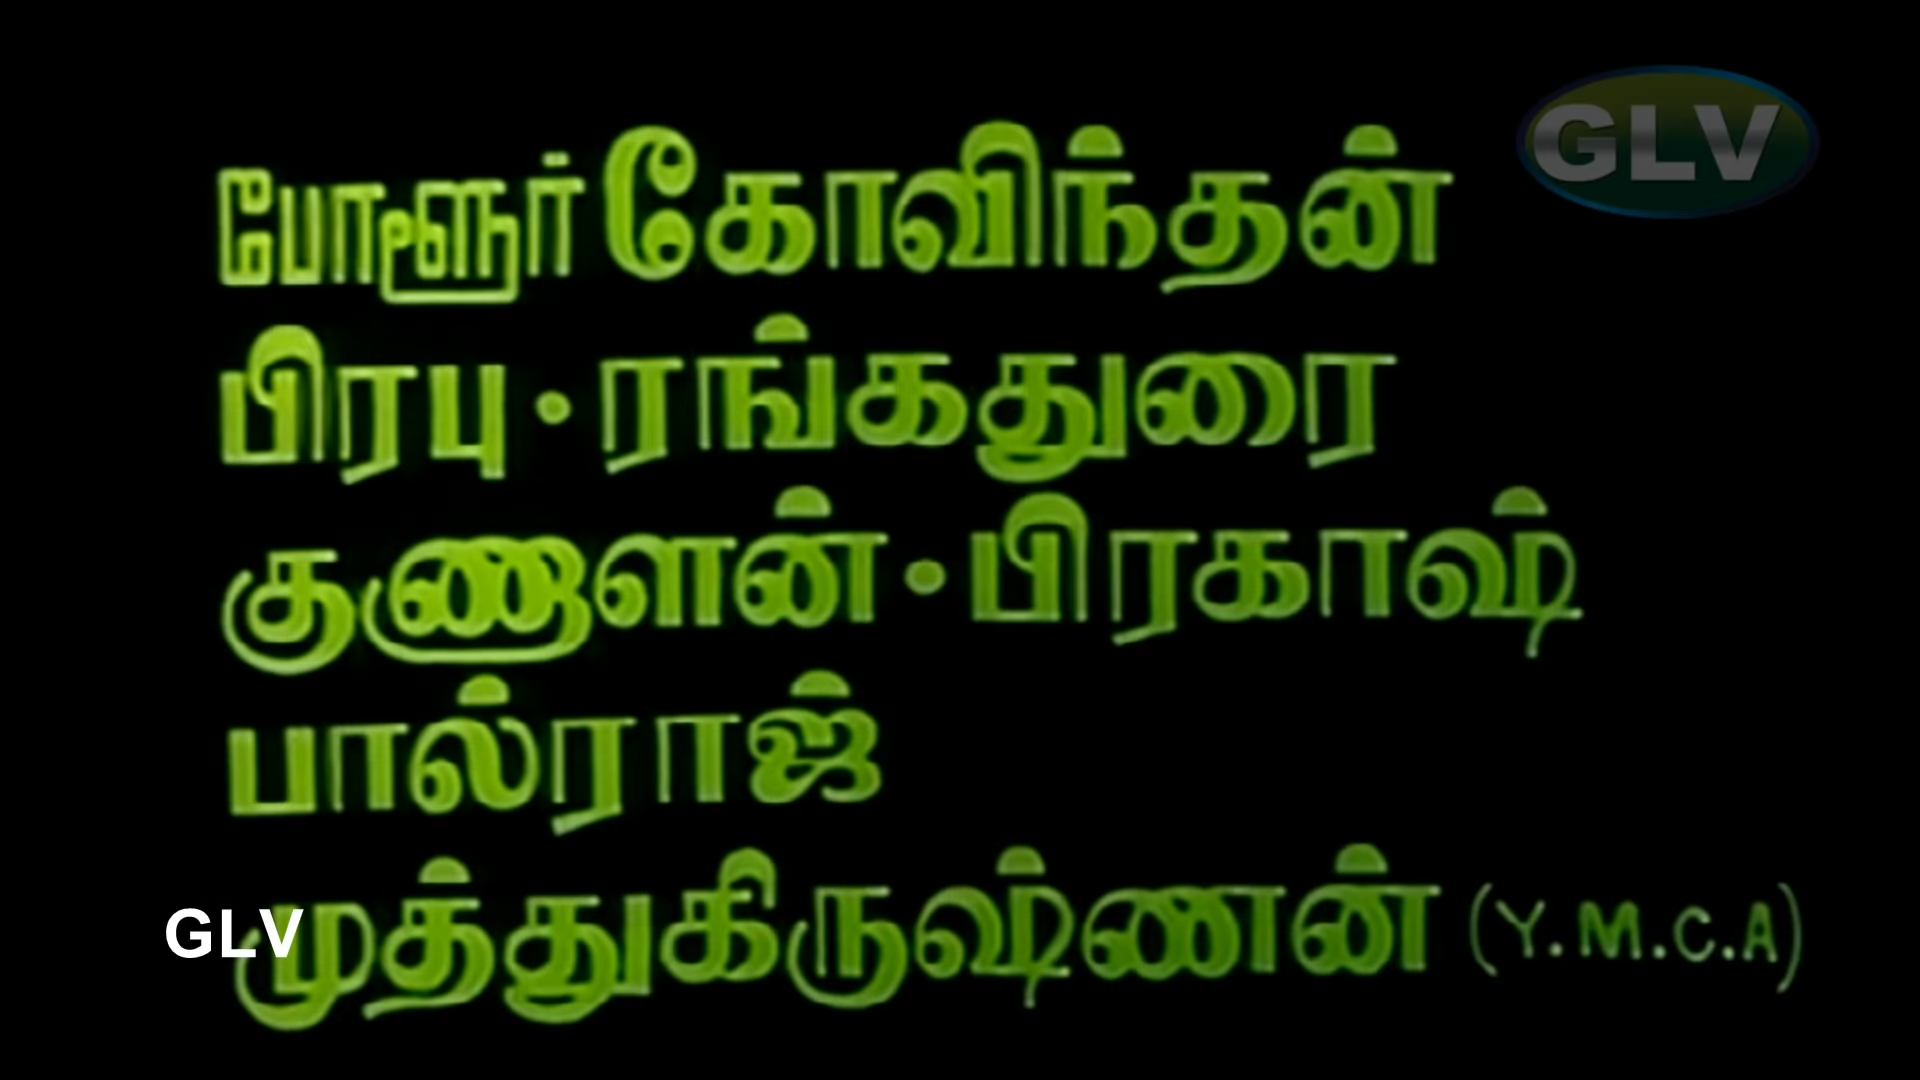 GLV
போளூர் கோவிந்தன்
பிரபு · ரங்கதுரை
குணாளன் · பிரகாஷ்
பால்ராஜ்
முத்துகிருஷ்ணன் (Y.M.C.A)
GLV